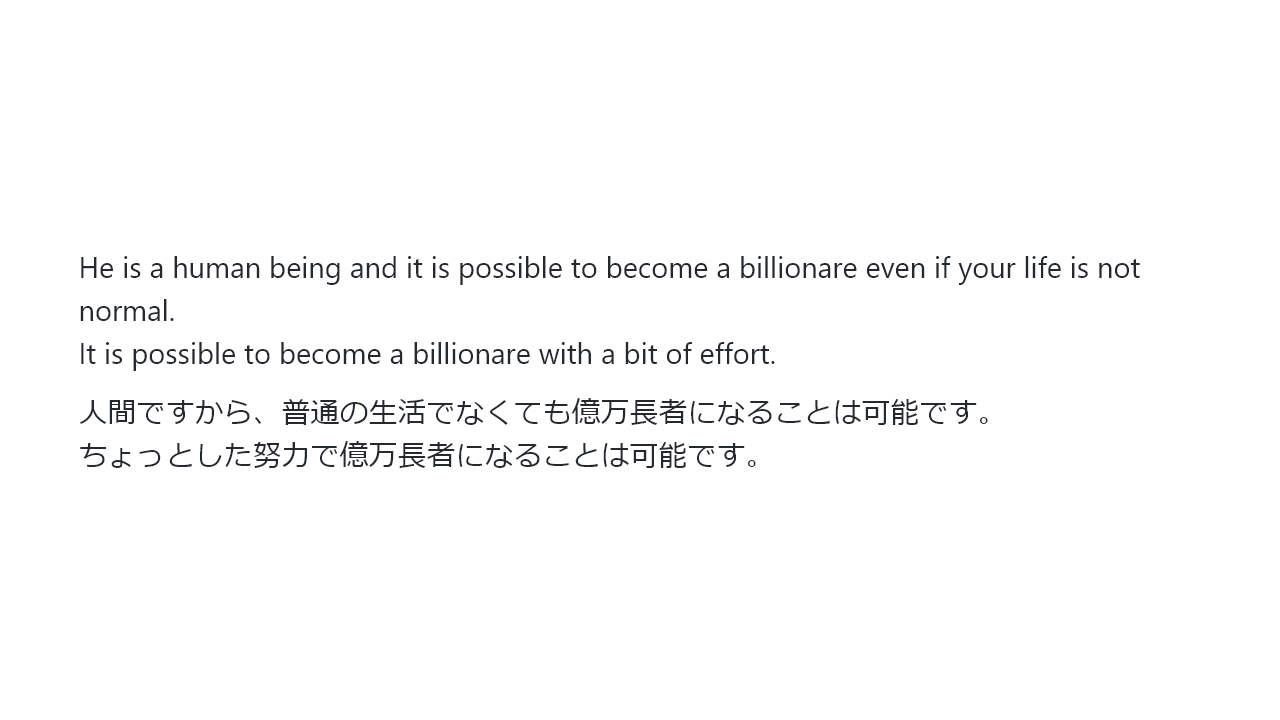 He is a human being and it is possible to become a billionare even if your life is not
normal.
It is possible to become a billionare with a bit of effort.
人間ですから、普通の生活でなくても億万長者になることは可能です。
ちょっとした努力で億万長者になることは可能です。